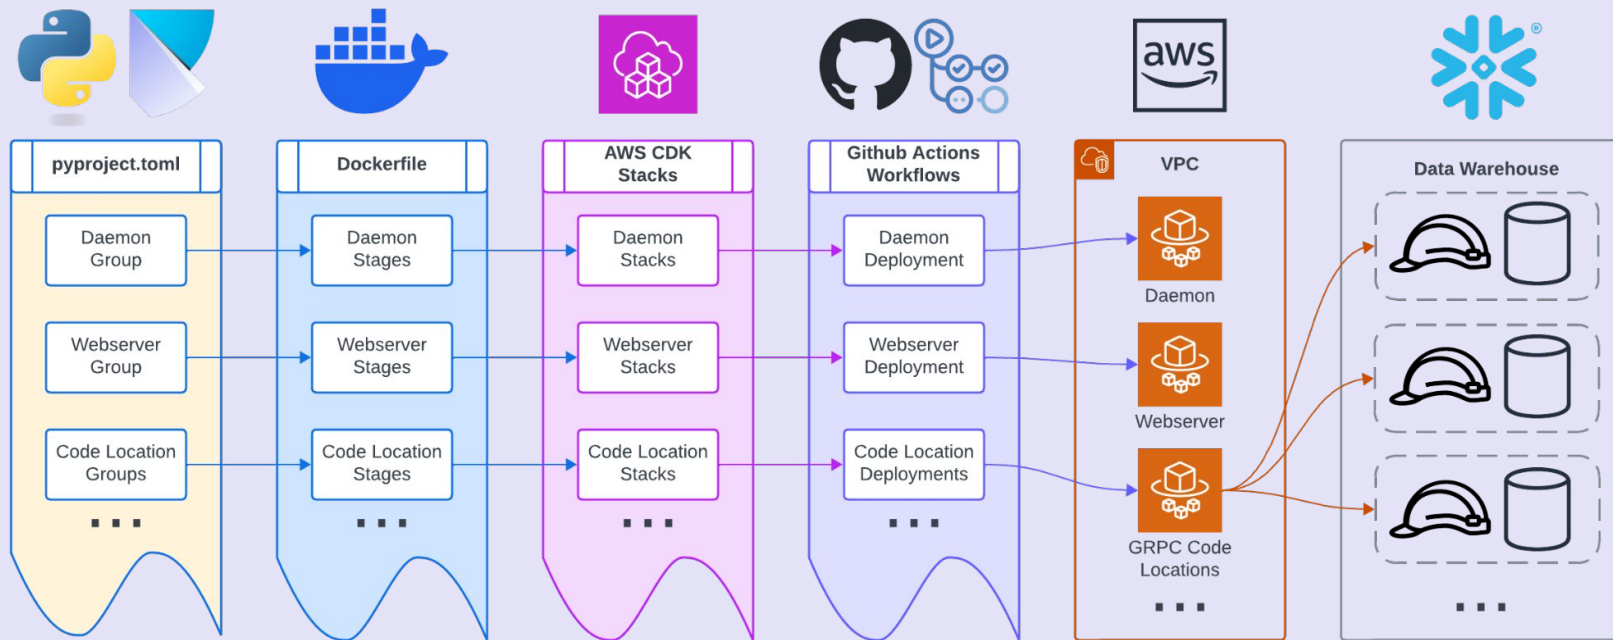 aws
®
pyproject.toml
Dockerfile
AWS CDK
Stacks
Github Actions
Workflows
VPC
Data Warehouse
Daemon
Group
Daemon
Stages
Daemon
Stacks
Daemon
Deployment
Daemon
Webserver
Group
Webserver
Stages
Webserver
Stacks
Webserver
Deployment
Webserver
Code Location
Groups
Code Location
Stages
Code Location
Stacks
Code Location
Deployments
GRPC Code
Locations